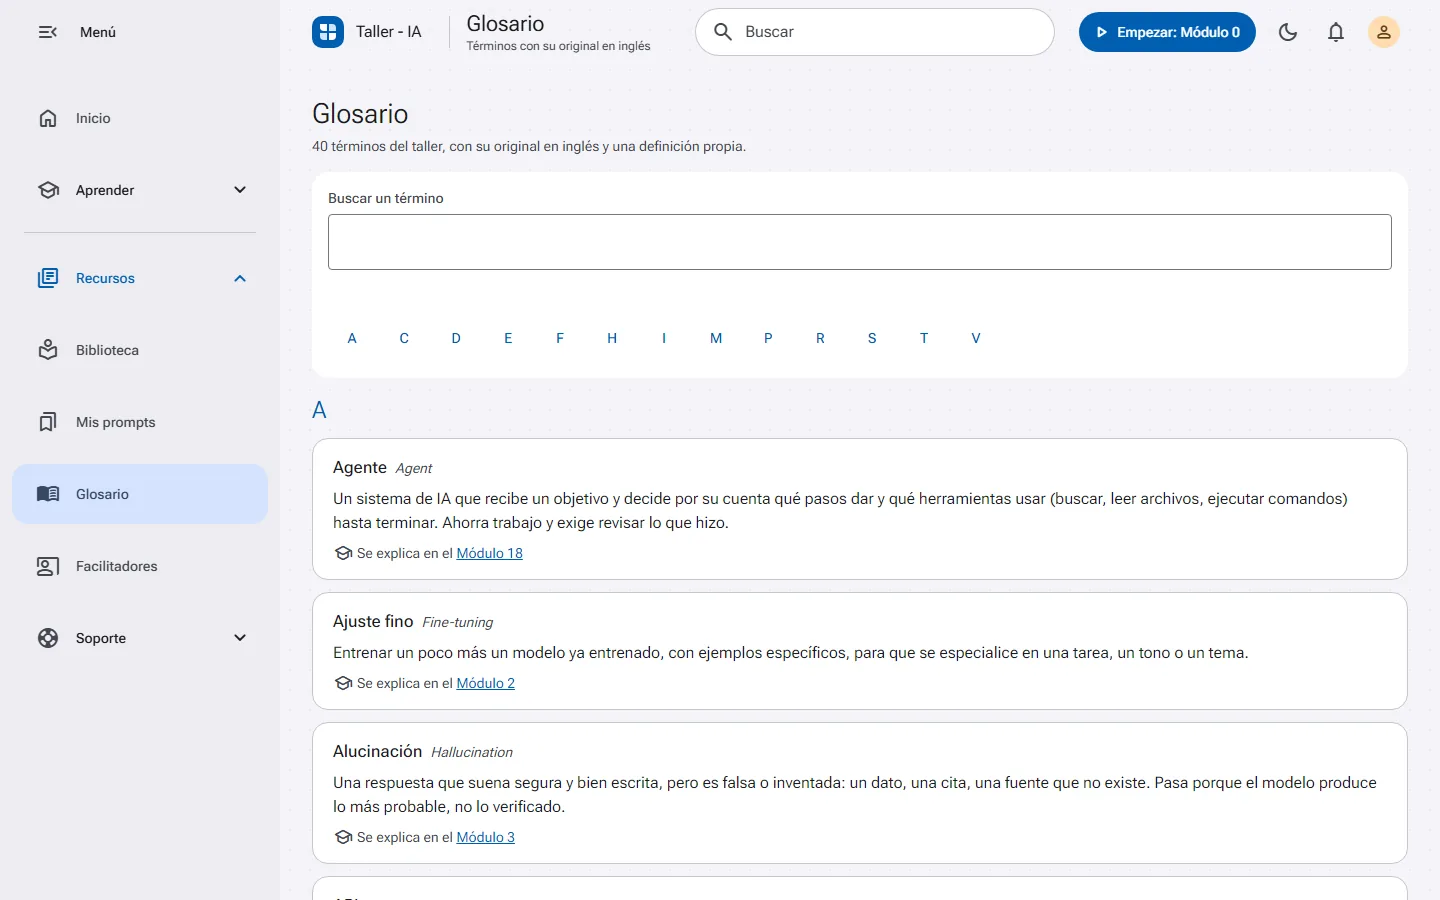 Menú
Inicio
Aprender
Recursos
Biblioteca
Mis prompts
Glosario
Facilitadores
Soporte
Taller - IA
Glosario
Términos con su original en inglés
Buscar
Empezar: Módulo 0
Glosario
40 términos del taller, con su original en inglés y una definición propia.
Buscar un término
A C D E F H I M P R S T V
A
Agente Agent
Un sistema de IA que recibe un objetivo y decide por su cuenta qué pasos dar y qué herramientas usar (buscar, leer archivos, ejecutar comandos)
hasta terminar. Ahorra trabajo y exige revisar lo que hizo.
Se explica en el Módulo 18
Ajuste fino Fine-tuning
Entrenar un poco más un modelo ya entrenado, con ejemplos específicos, para que se especialice en una tarea, un tono o un tema.
Se explica en el Módulo 2
Alucinación Hallucination
Una respuesta que suena segura y bien escrita, pero es falsa o inventada: un dato, una cita, una fuente que no existe. Pasa porque el modelo produce
lo más probable, no lo verificado.
Se explica en el Módulo 3